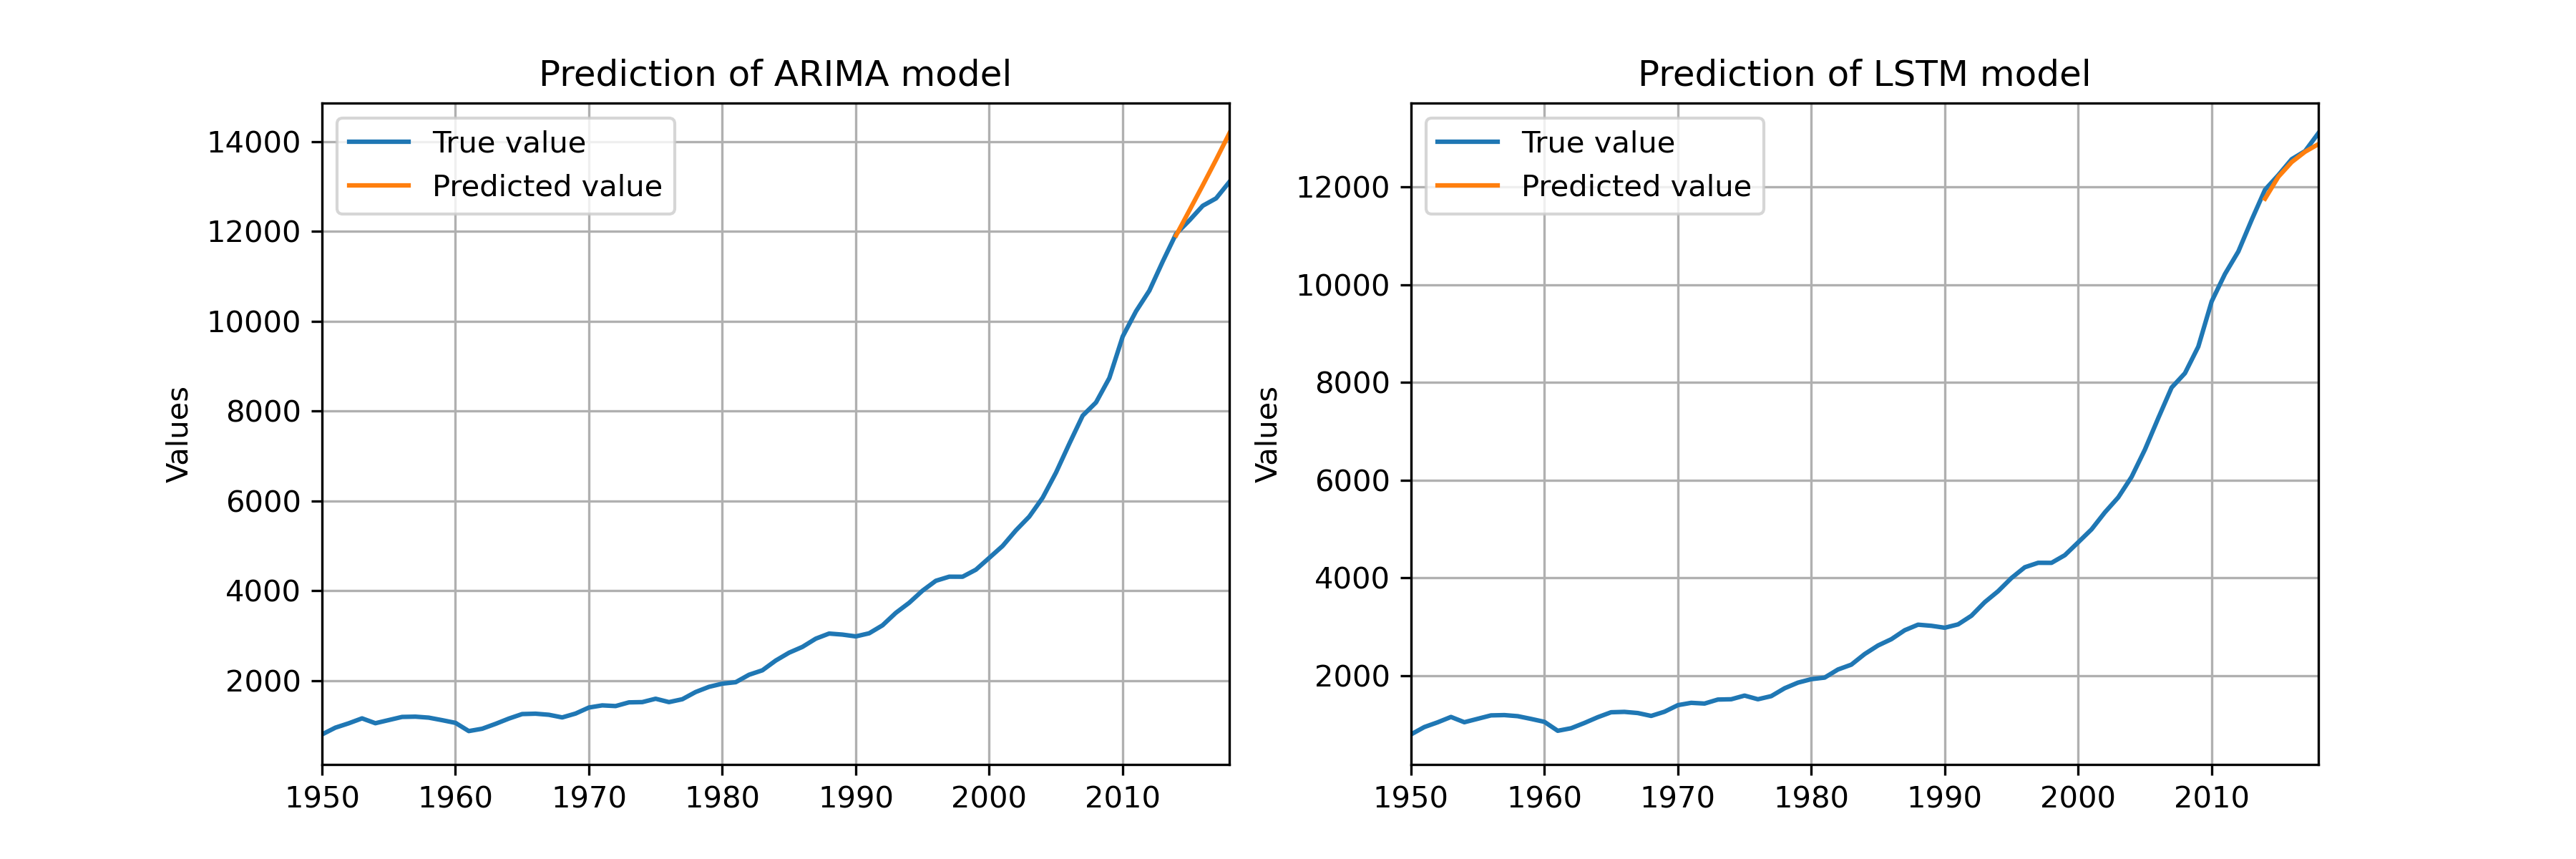 Prediction of ARIMA model
14000
12000
10000
8000
6000
4000
2000
Values
True value
Predicted value
1950 1960 1970 1980 1990 2000 2010
Prediction of LSTM model
12000
10000
8000
6000
4000
2000
Values
True value
Predicted value
1950 1960 1970 1980 1990 2000 2010